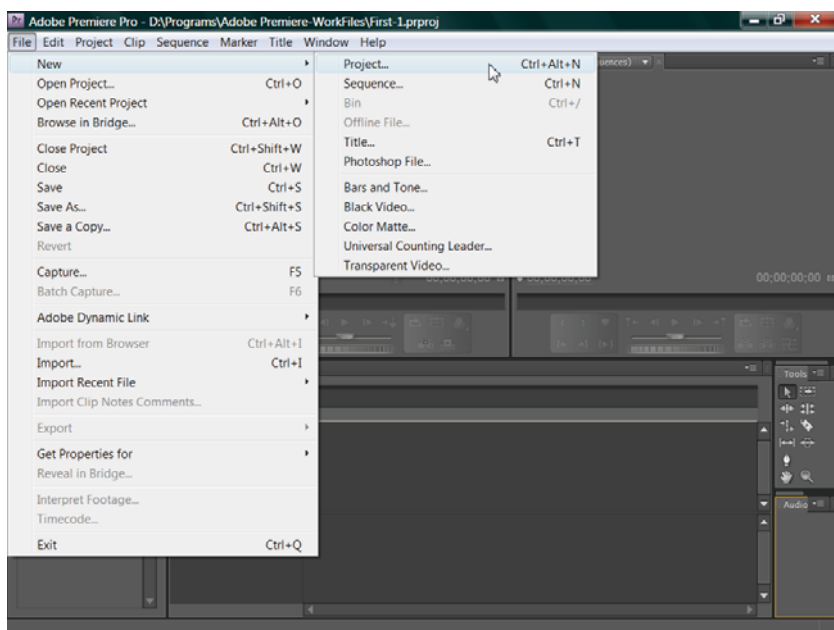 Pr Adobe Premiere Pro - D:\Programs\Adobe Premiere-WorkFiles\First-1.prproj
File Edit Project Clip Sequence Marker Title Window Help
New
Open Project... Ctrl+O
Open Recent Project
Browse in Bridge... Ctrl+Alt+O
Close Project Ctrl+Shift+W
Close Ctrl+W
Save Ctrl+S
Save As... Ctrl+Shift+S
Save a Copy... Ctrl+Alt+S
Revert
Capture... F5
Batch Capture... F6
Adobe Dynamic Link
Import from Browser Ctrl+Alt+I
Import... Ctrl+I
Import Recent File
Import Clip Notes Comments...
Export
Get Properties for
Reveal in Bridge...
Interpret Footage...
Timecode...
Exit Ctrl+Q
Project... Ctrl+Alt+N
Sequence... Ctrl+N
Bin Ctrl+/
Offline File...
Title... Ctrl+T
Photoshop File...
Bars and Tone...
Black Video...
Color Matte...
Universal Counting Leader...
Transparent Video...
00;00;00;00
Tools
Audio